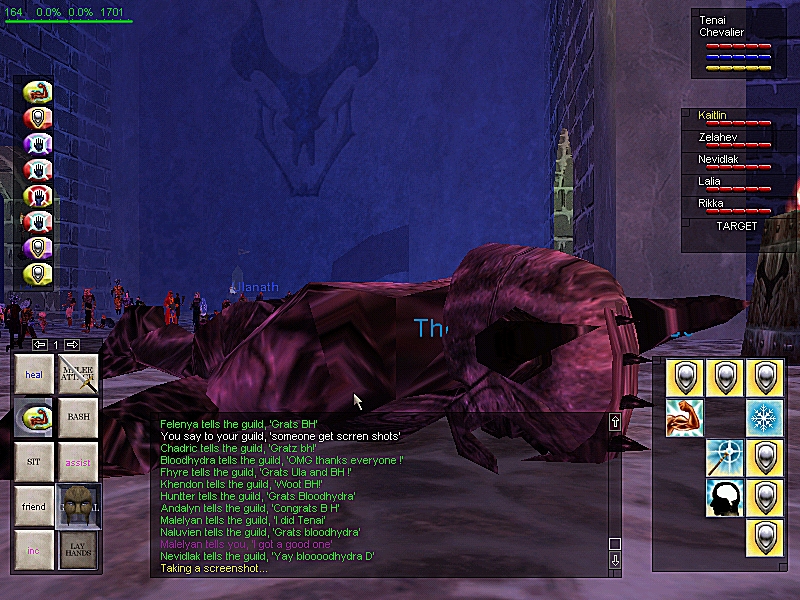 164 0.0% 0.0% 1701
Tenai
Chevalier
Kaitlin
Zelahev
Nevidlak
Lalia
Rikka
TARGET
Ilanath
The
1
heal
MELEE ATTACK
BASH
SIT
assist
friend
inc
LAY HANDS
Felenya tells the guild, 'Grats BH'
You say to your guild, 'someone get scrren shots'
Chadric tells the guild, 'Gratz bh!'
Bloodhydra tells the guild, 'OMG thanks everyone !'
Fhyre tells the guild, 'Grats Ula and BH !'
Khendon tells the guild, 'Woot BH!'
Huntter tells the guild, 'Grats Bloodhydra'
Andalyn tells the guild, 'Congrats B H'
Malelyan tells the guild, 'I did Tenai'
Naluvien tells the guild, 'Grats bloodhydra'
Malelyan tells you, 'I got a good one'
Nevidlak tells the guild, 'Yay bloooodhydra D'
Taking a screenshot...